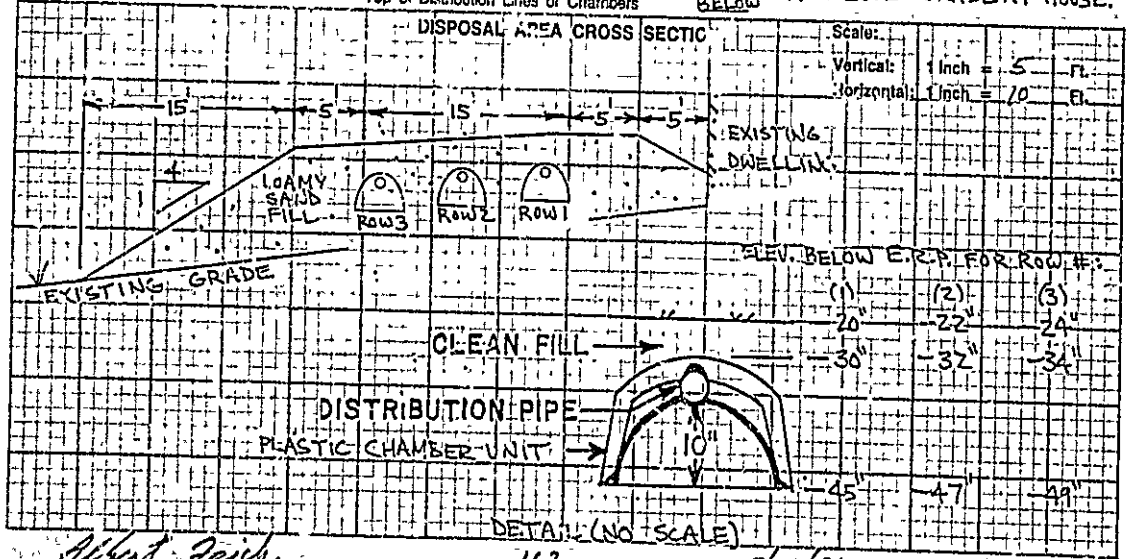 Top of Distribution Lines or Chambers BELOW
HOUSE.
DISPOSAL AREA CROSS SECTIO
Scale:
Vertical: 1 Inch = 5 Ft.
Horizontal: 1 Inch = 10 Ft.
15' 5' 15 5' 5'
EXISTING
DWELLIN
4
LOAMY
SAND
FILL
ROW 3 ROW 2 ROW 1
EXISTING GRADE
ELEV. BELOW E.R.P. FOR ROW #:
(1) (2) (3)
-20" -22" -24"
CLEAN FILL
-30" -32" -34"
DISTRIBUTION PIPE
PLASTIC CHAMBER UNIT
10"
-45" -47" -49"
DETAIL (NO SCALE)
Albert